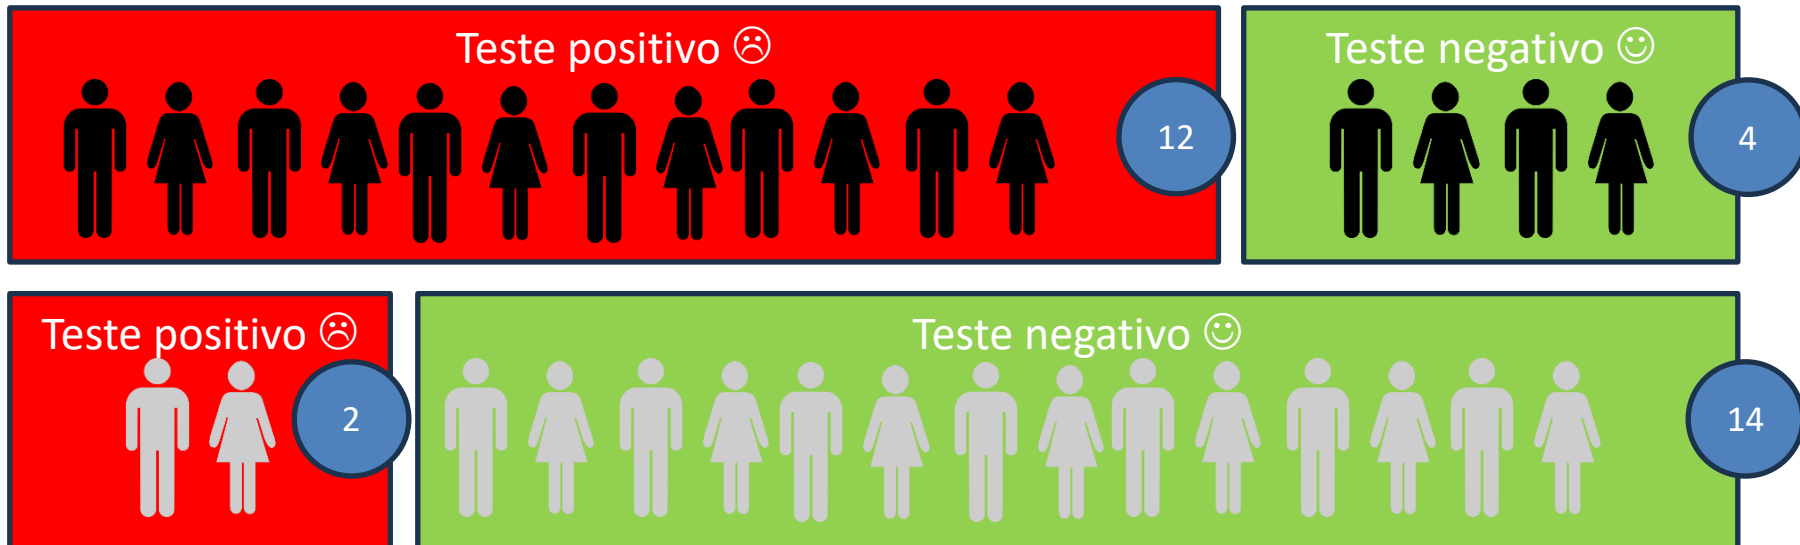 Teste positivo ☹
12
Teste negativo ☺
4
Teste positivo ☹
2
Teste negativo ☺
14